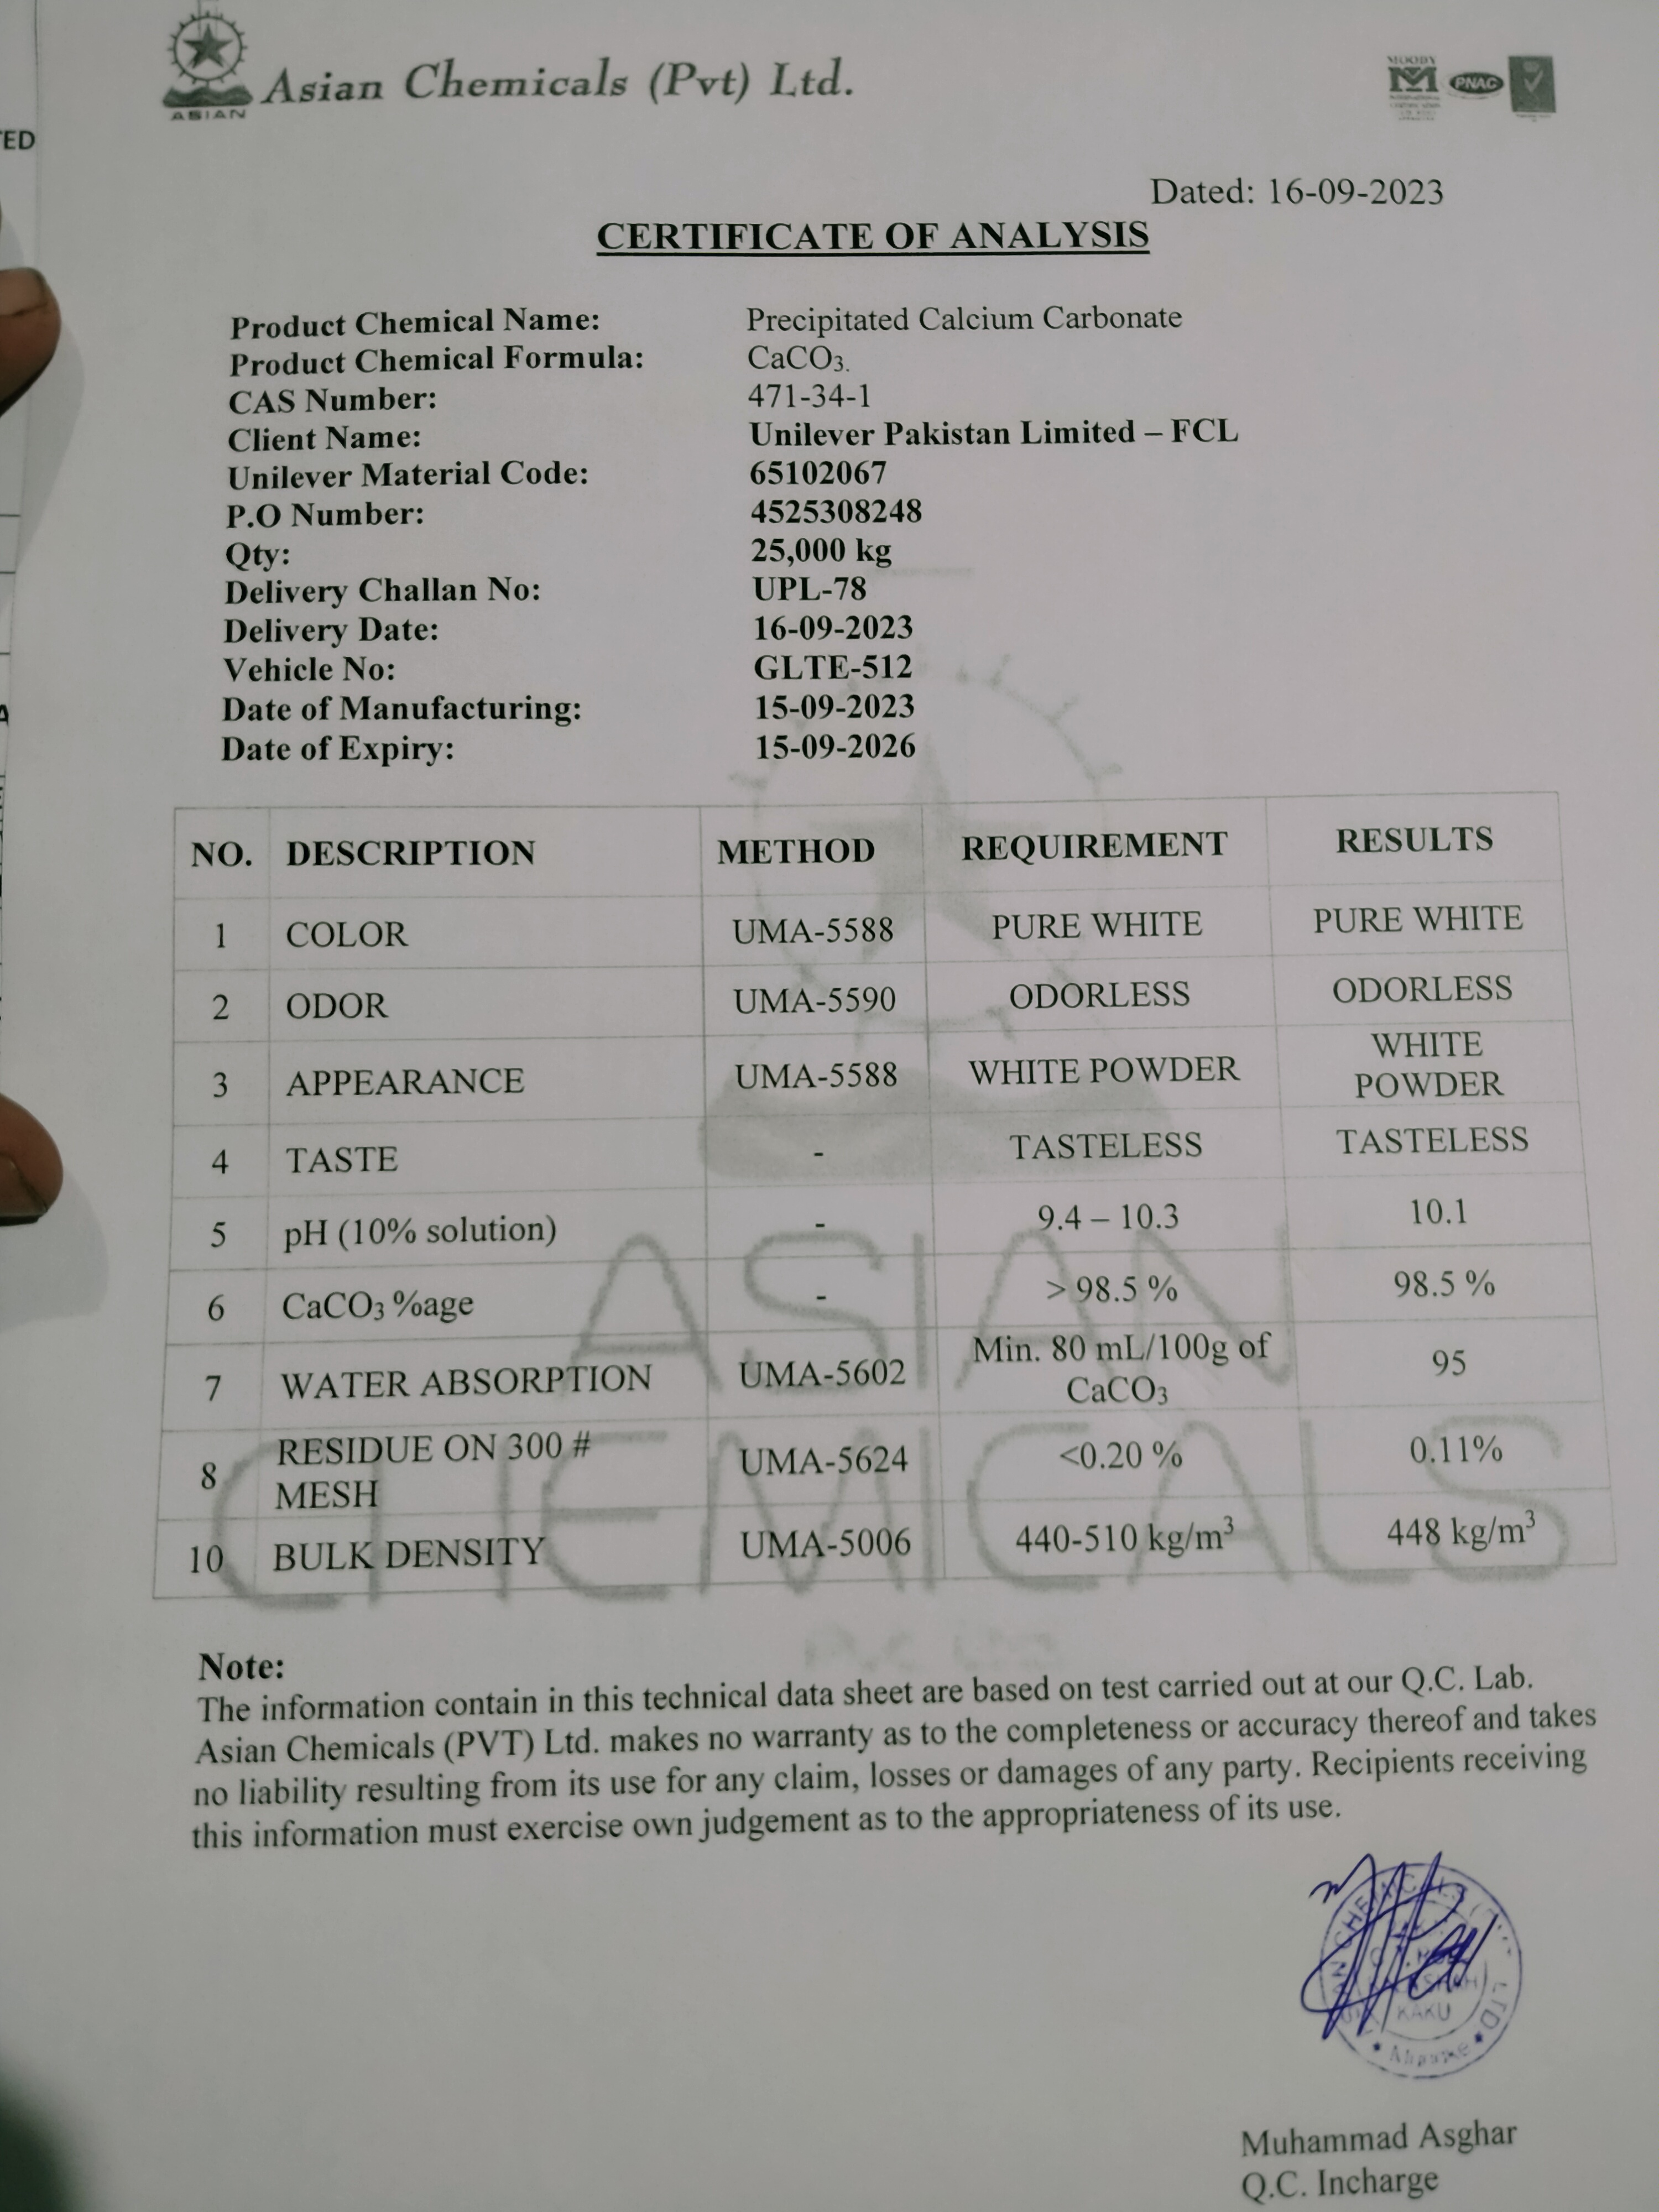 ASIAN
Asian Chemicals (Pvt) Ltd.
MOODY
PNAC
TED
Dated: 16-09-2023
CERTIFICATE OF ANALYSIS
Product Chemical Name: Precipitated Calcium Carbonate
Product Chemical Formula: CaCO₃.
CAS Number: 471-34-1
Client Name: Unilever Pakistan Limited – FCL
Unilever Material Code: 65102067
P.O Number: 4525308248
Qty: 25,000 kg
Delivery Challan No: UPL-78
Delivery Date: 16-09-2023
Vehicle No: GLTE-512
Date of Manufacturing: 15-09-2023
Date of Expiry: 15-09-2026
NO. DESCRIPTION METHOD REQUIREMENT RESULTS
1 COLOR UMA-5588 PURE WHITE PURE WHITE
2 ODOR UMA-5590 ODORLESS ODORLESS
3 APPEARANCE UMA-5588 WHITE POWDER WHITE POWDER
4 TASTE - TASTELESS TASTELESS
5 pH (10% solution) - 9.4 – 10.3 10.1
6 CaCO₃ %age - > 98.5 % 98.5 %
7 WATER ABSORPTION UMA-5602 Min. 80 mL/100g of CaCO₃ 95
8 RESIDUE ON 300 # MESH UMA-5624 <0.20 % 0.11%
10 BULK DENSITY UMA-5006 440-510 kg/m³ 448 kg/m³
ASIAN
CHEMICALS
Note:
The information contain in this technical data sheet are based on test carried out at our Q.C. Lab.
Asian Chemicals (PVT) Ltd. makes no warranty as to the completeness or accuracy thereof and takes
no liability resulting from its use for any claim, losses or damages of any party. Recipients receiving
this information must exercise own judgement as to the appropriateness of its use.
KAKU
LTD
Muhammad Asghar
Q.C. Incharge